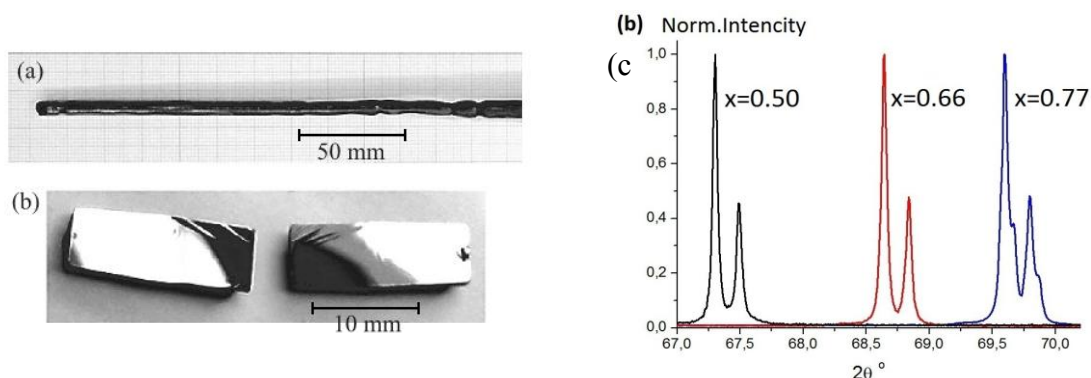 (a)
50 mm
(b)
10 mm
(b) Norm.Intencity
(c
1,0
0,8
0,6
0,4
0,2
0,0
x=0.50
x=0.66
x=0.77
67,0 67,5 68,0 68,5 69,0 69,5 70,0
2θ °